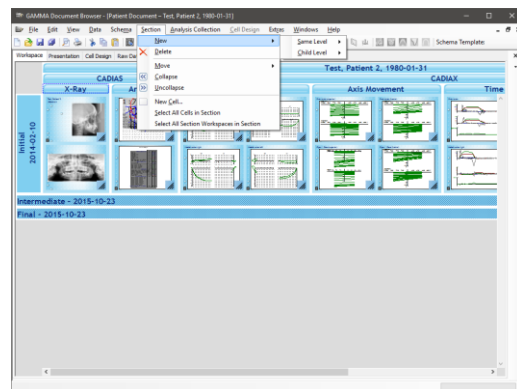 GAMMA Document Browser - [Patient Document - Test, Patient 2, 1980-01-31]
File Edit View Data Schema Section Analysis Collection Cell Design Extras Windows Help
New
Same Level
Schema Template:
Delete
Child Level
Workspace Presentation Cell Design Raw Da
Move
Test, Patient 2, 1980-01-31
CADIAS
Collapse
CADIAX
Uncollapse
X-Ray
Axis Movement
Time
New Cell...
Select All Cells in Section
Select All Section Workspaces in Section
Initial
2014-02-10
Intermediate - 2015-10-23
Final - 2015-10-23